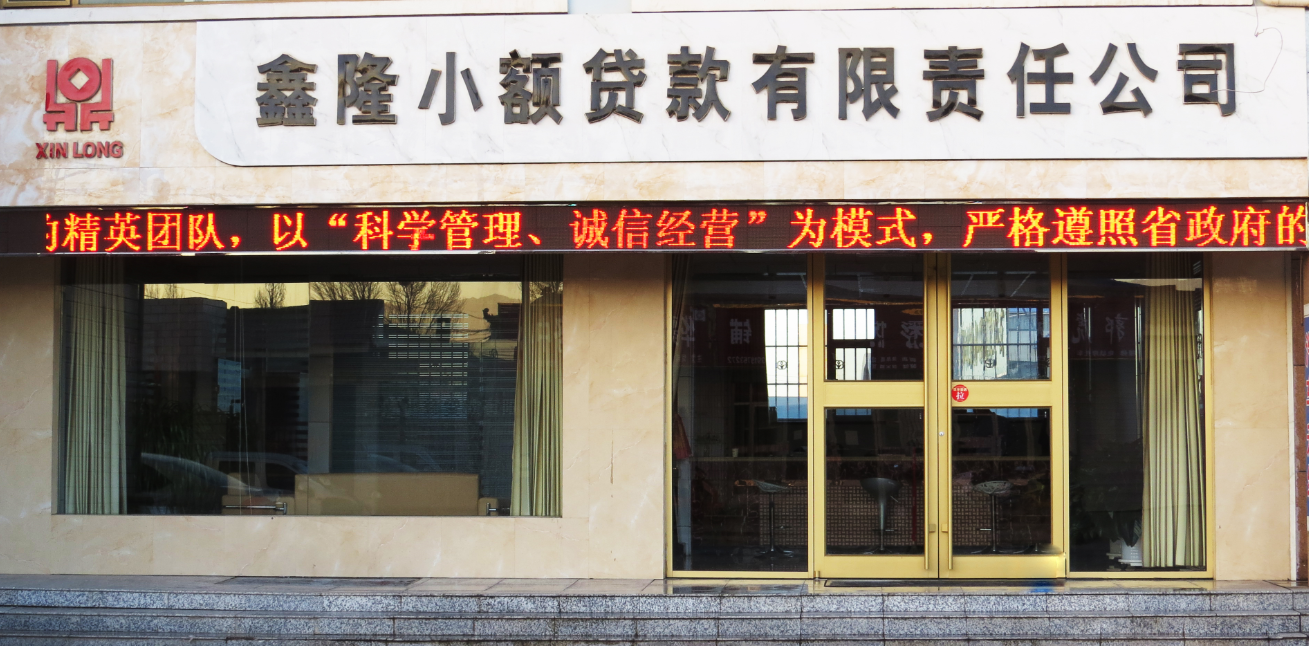 鑫隆小额贷款有限责任公司
XIN LONG
的精英团队，以“科学管理、诚信经营”为模式，严格遵照省政府的
拉